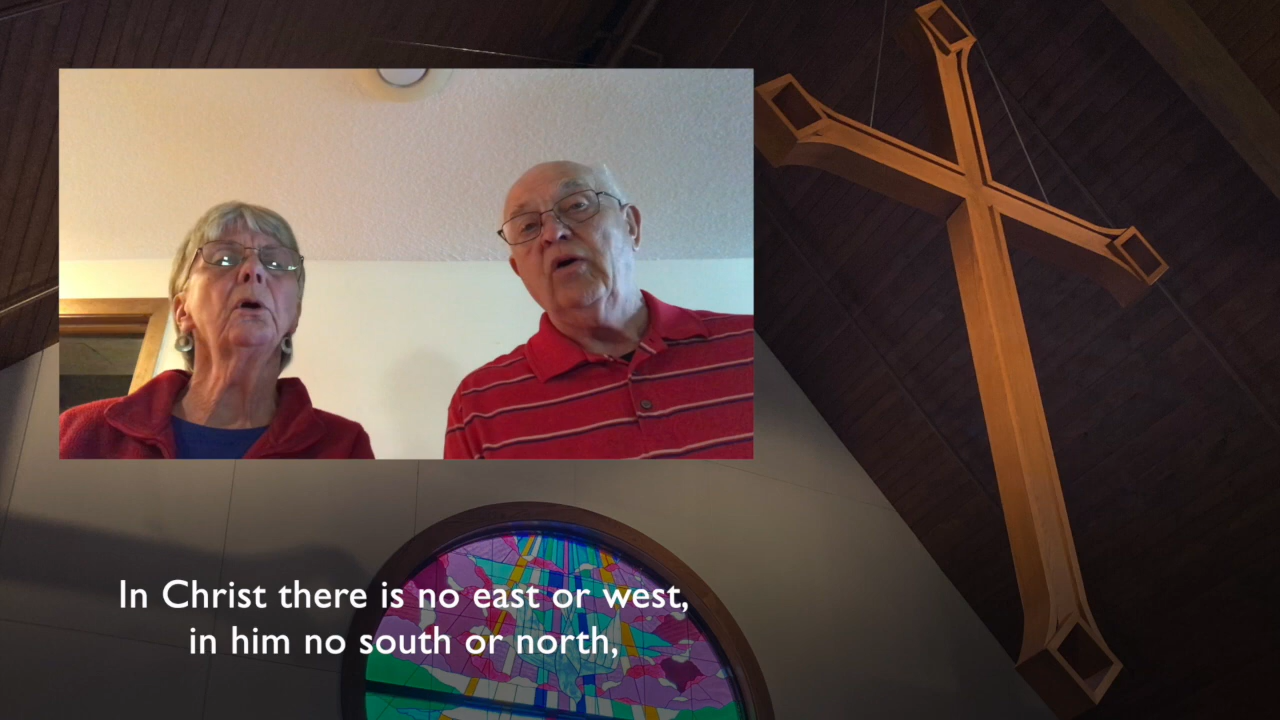 In Christ there is no east or west,
in him no south or north,